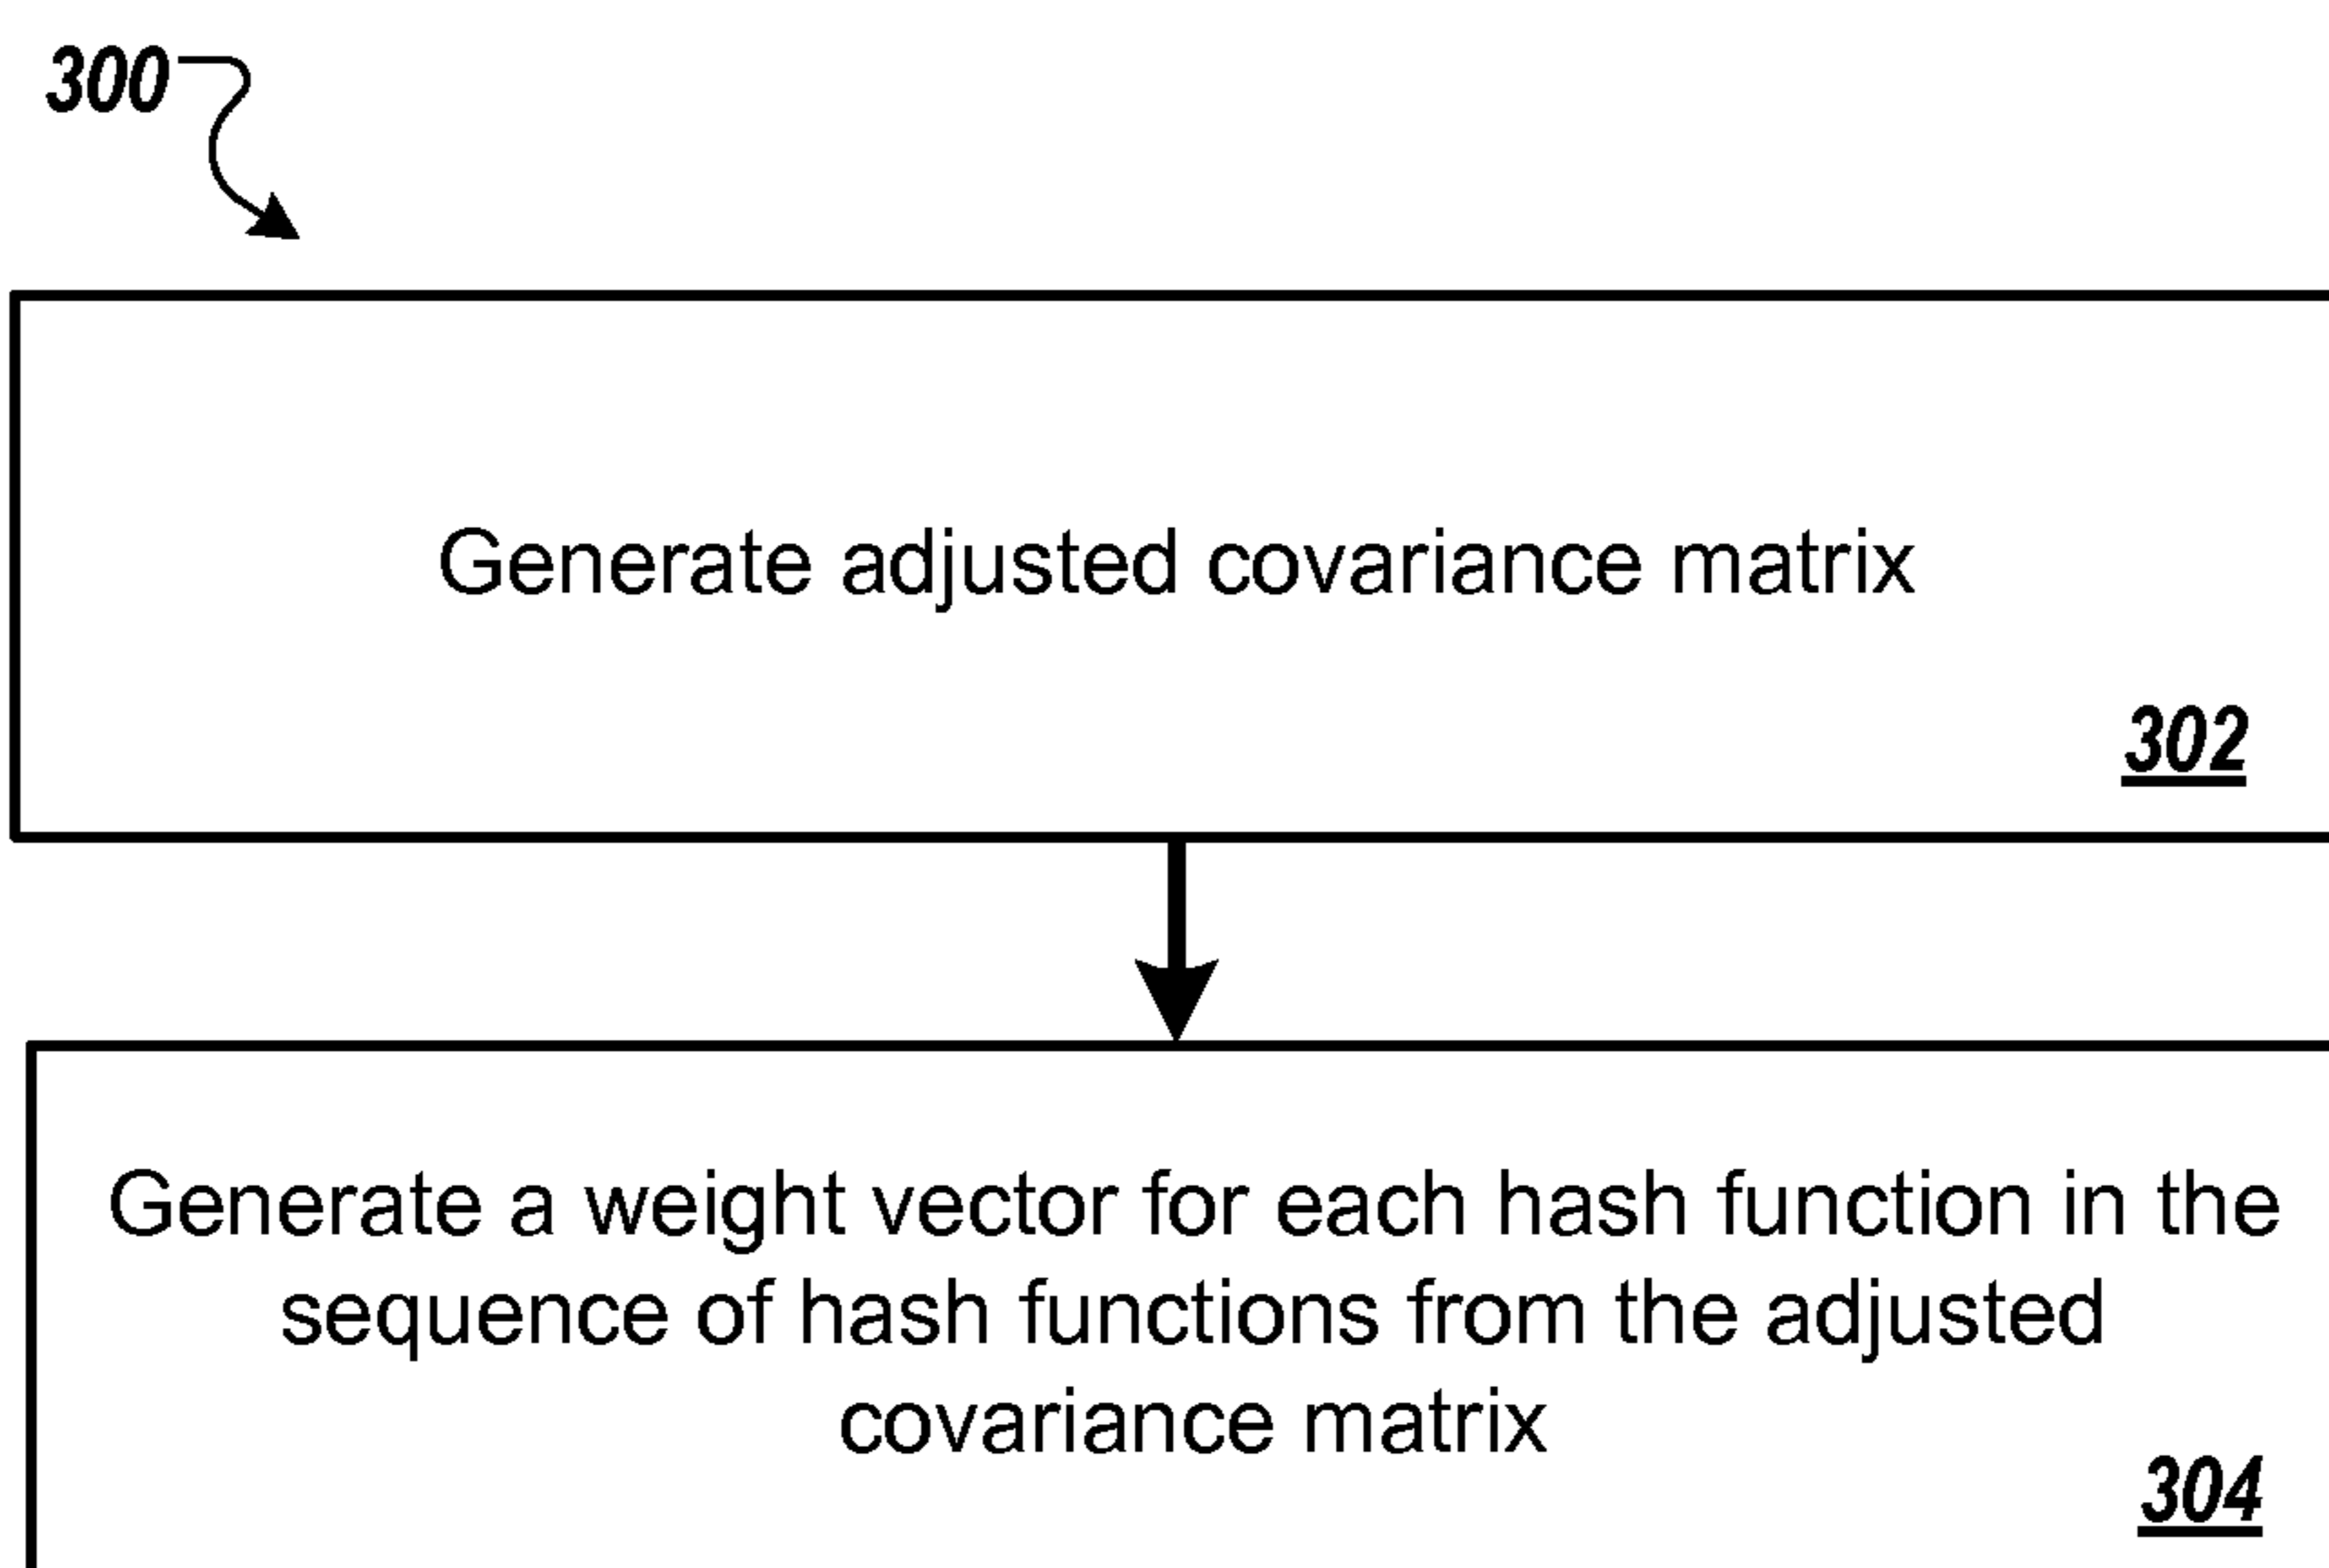 300
Generate adjusted covariance matrix
302
Generate a weight vector for each hash function in the
sequence of hash functions from the adjusted
covariance matrix
304